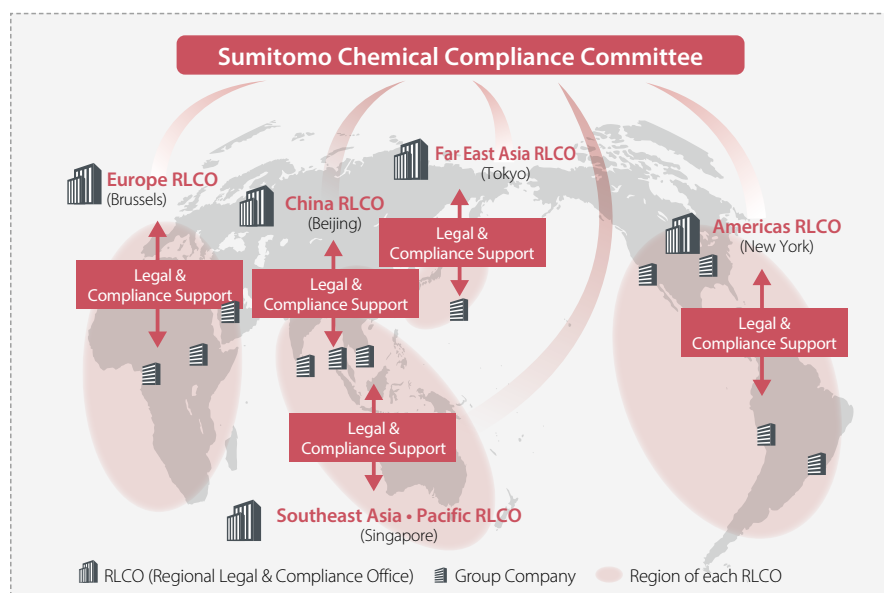 Sumitomo Chemical Compliance Committee
Far East Asia RLCO
(Tokyo)
Europe RLCO
(Brussels)
China RLCO
(Beijing)
Americas RLCO
(New York)
Legal &
Compliance Support
Legal &
Compliance Support
Legal &
Compliance Support
Legal &
Compliance Support
Legal &
Compliance Support
Southeast Asia • Pacific RLCO
(Singapore)
RLCO (Regional Legal & Compliance Office)
Group Company
Region of each RLCO